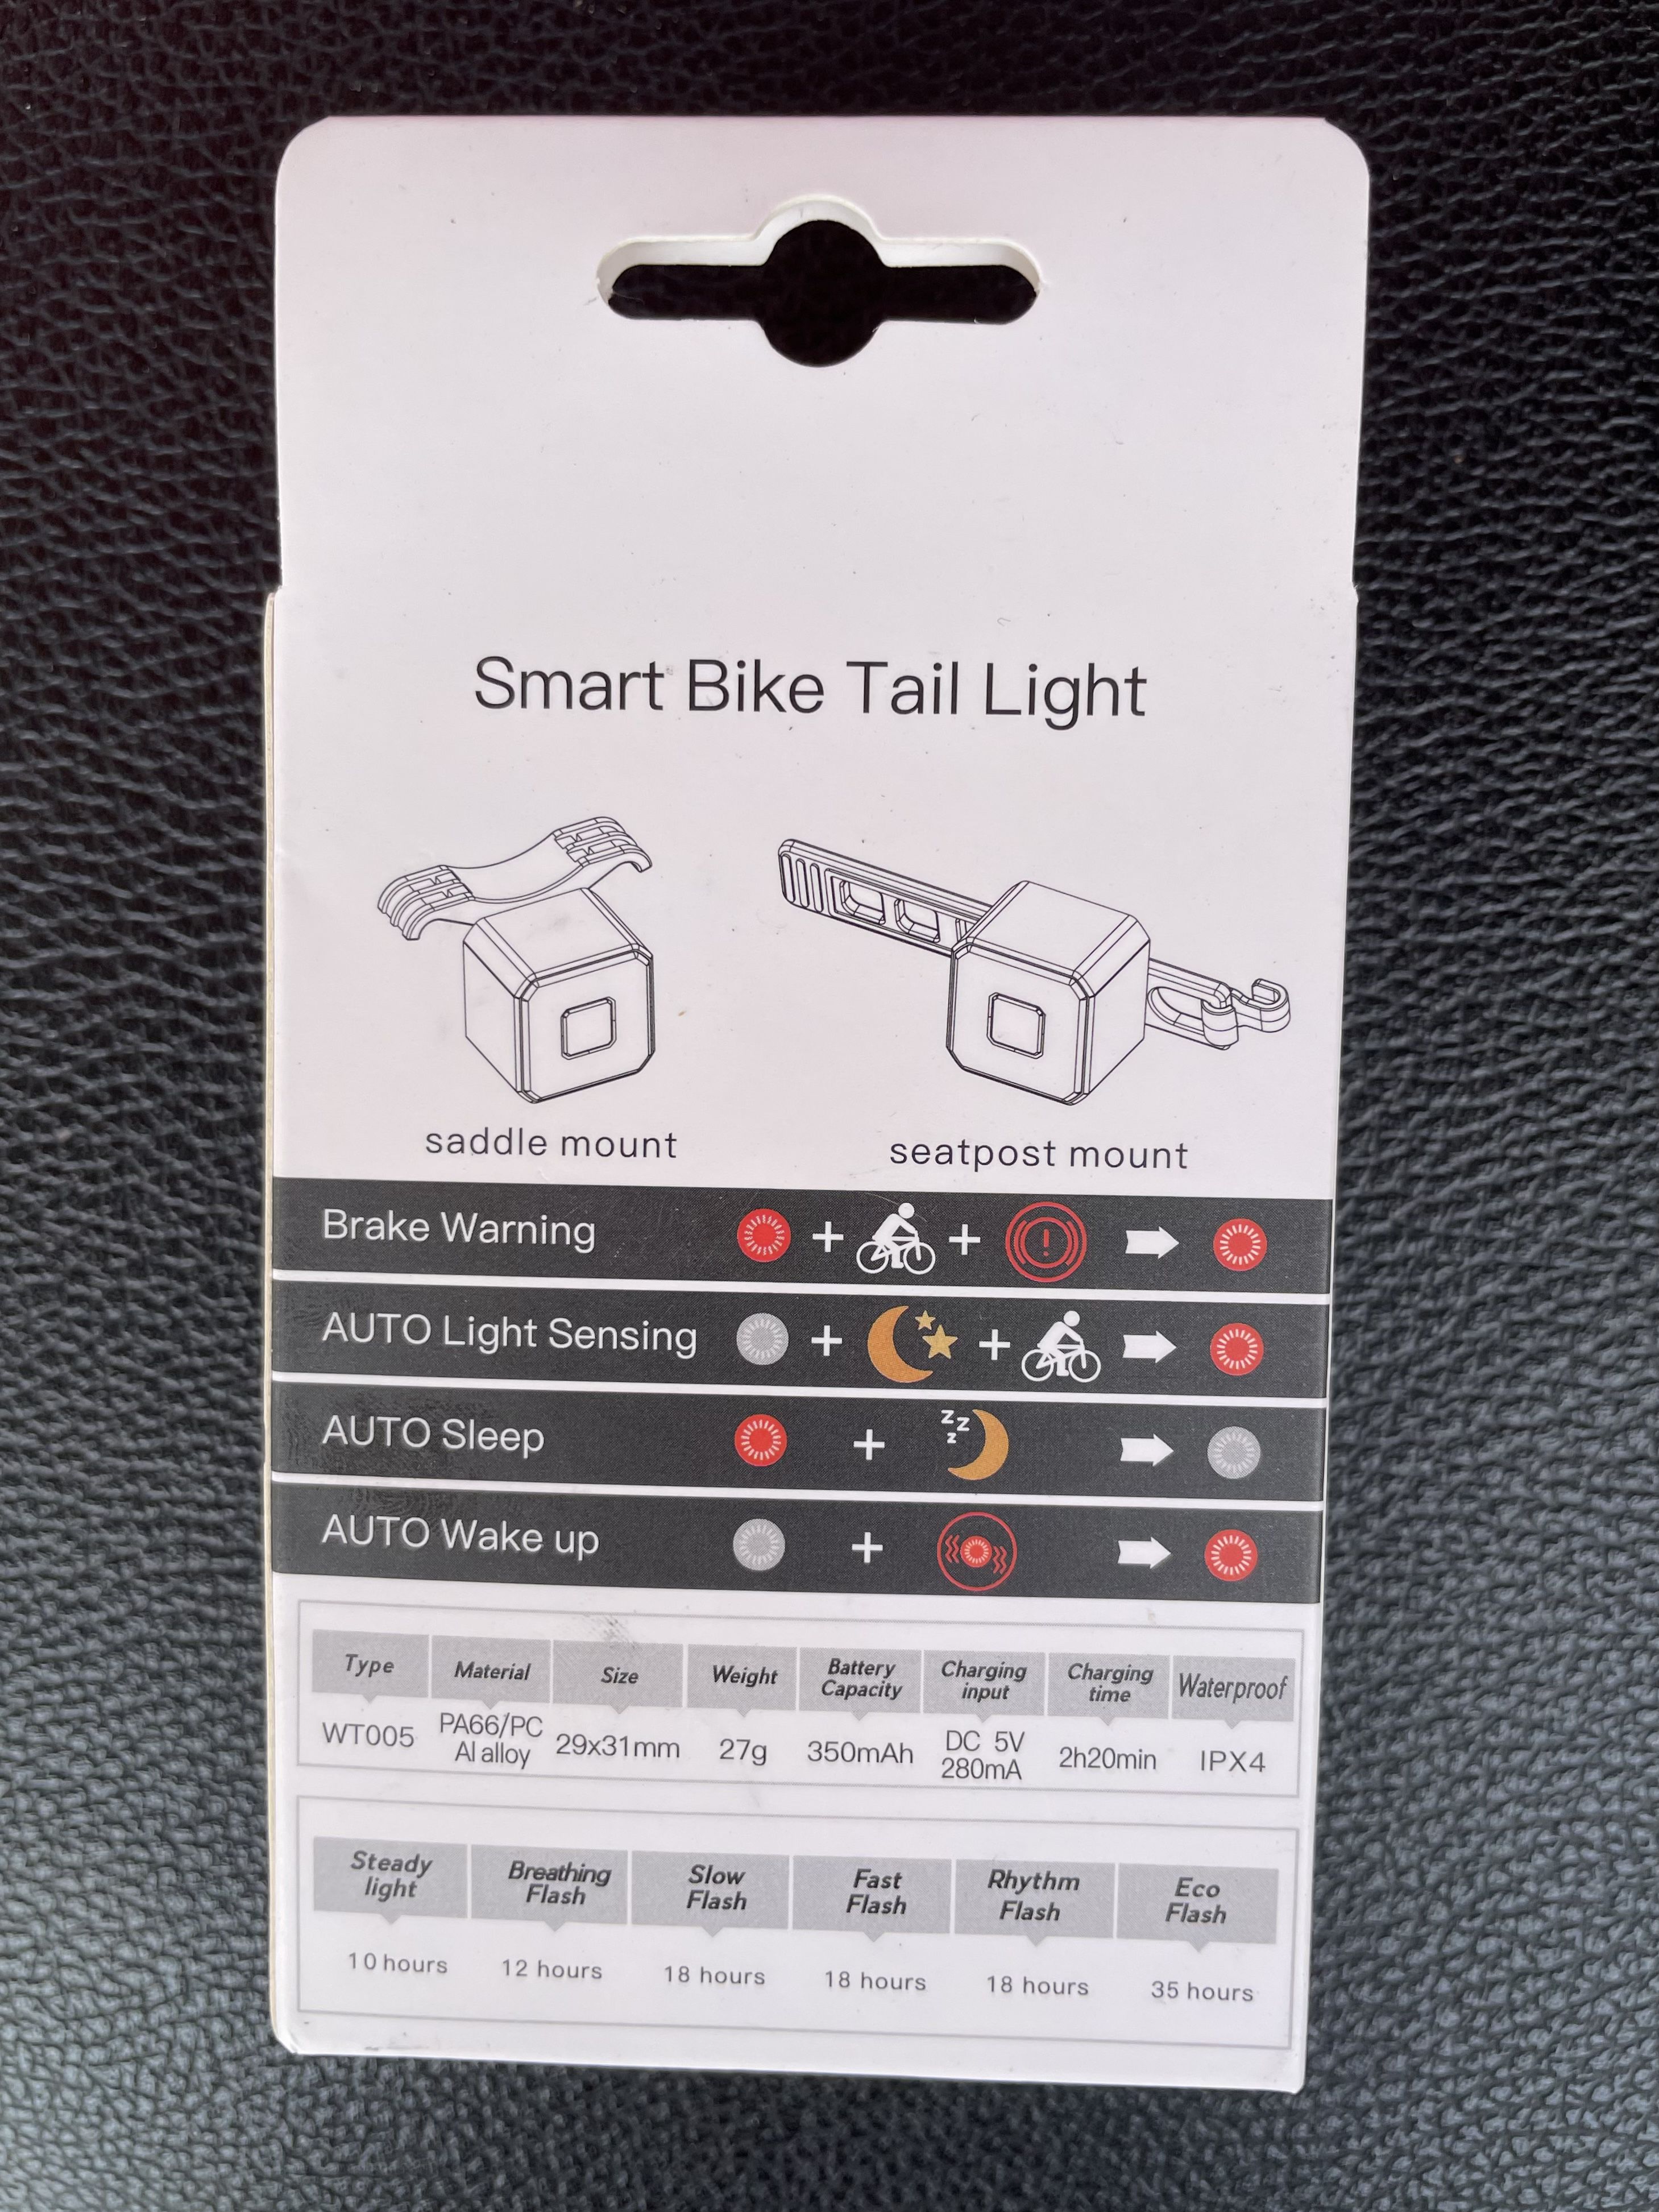 Smart Bike Tail Light
saddle mount
seatpost mount
Brake Warning
AUTO Light Sensing
AUTO Sleep
zzz
AUTO Wake up
Type Material Size Weight Battery Capacity Charging input Charging time Waterproof
WT005 PA66/PC Al alloy 29x31mm 27g 350mAh DC 5V 280mA 2h20min IPX4
Steady light Breathing Flash Slow Flash Fast Flash Rhythm Flash Eco Flash
10 hours 12 hours 18 hours 18 hours 18 hours 35 hours